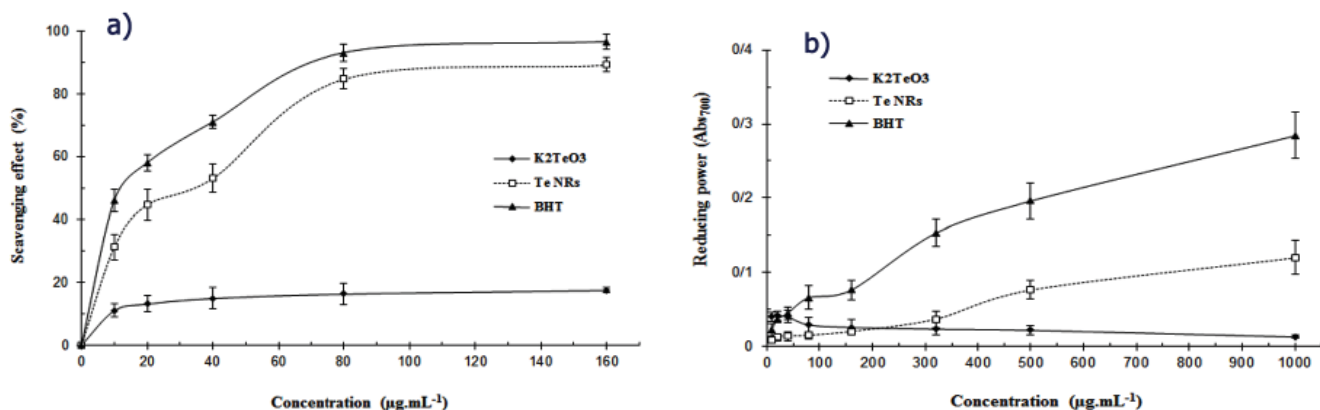 a)
100
80
60
40
20
0
Scavenging effect (%)
K2TeO3
Te NRs
BHT
0 20 40 60 80 100 120 140 160
Concentration (µg.mL-1)
b)
0/4
0/3
0/2
0/1
0
Reducing power (Abs700)
K2TeO3
Te NRs
BHT
0 100 200 300 400 500 600 700 800 900 1000
Concentration (µg.mL-1)